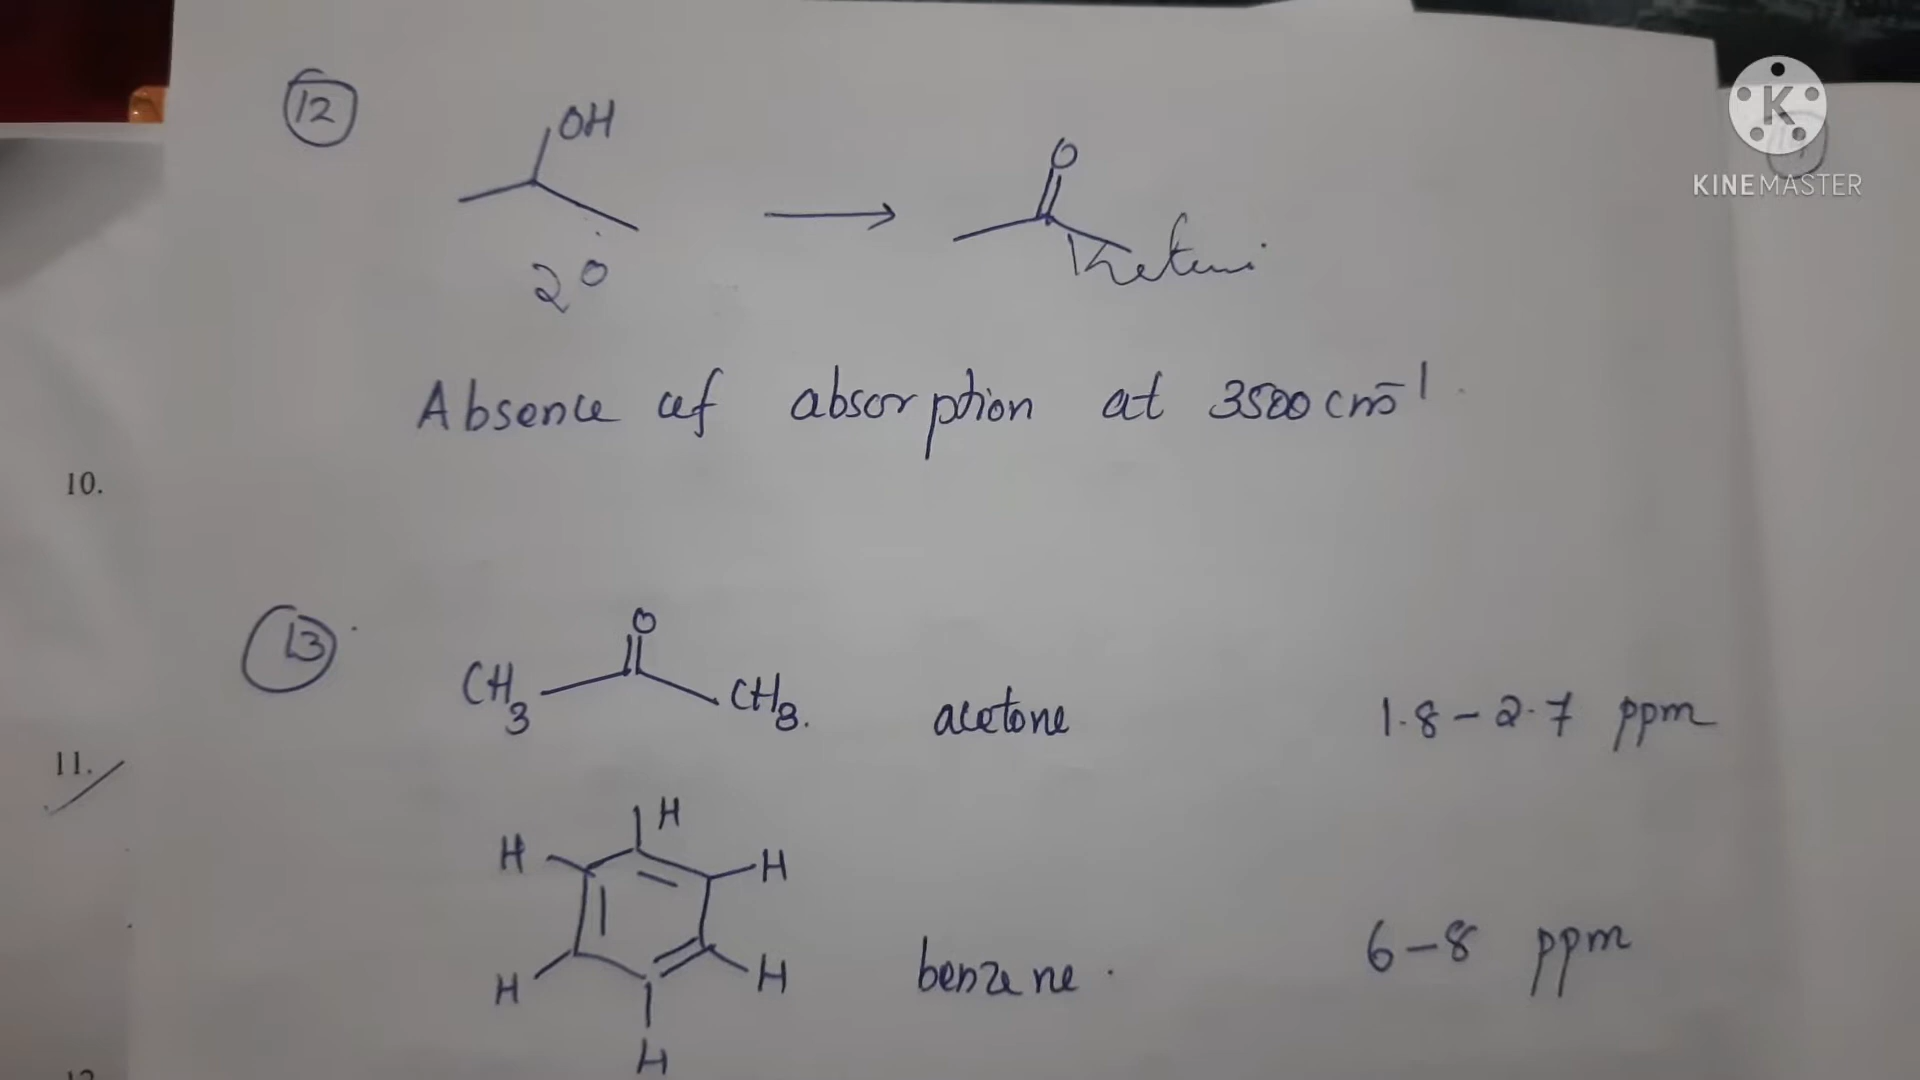 12
OH
O
2°
Ketone
Absence of absorption at 3500 cm⁻¹
10.
13
O
CH3 CH3. acetone 1.8 – 2.7 ppm
11.
H
H H
H H
benzene. 6 – 8 ppm
H
K
KINEMASTER